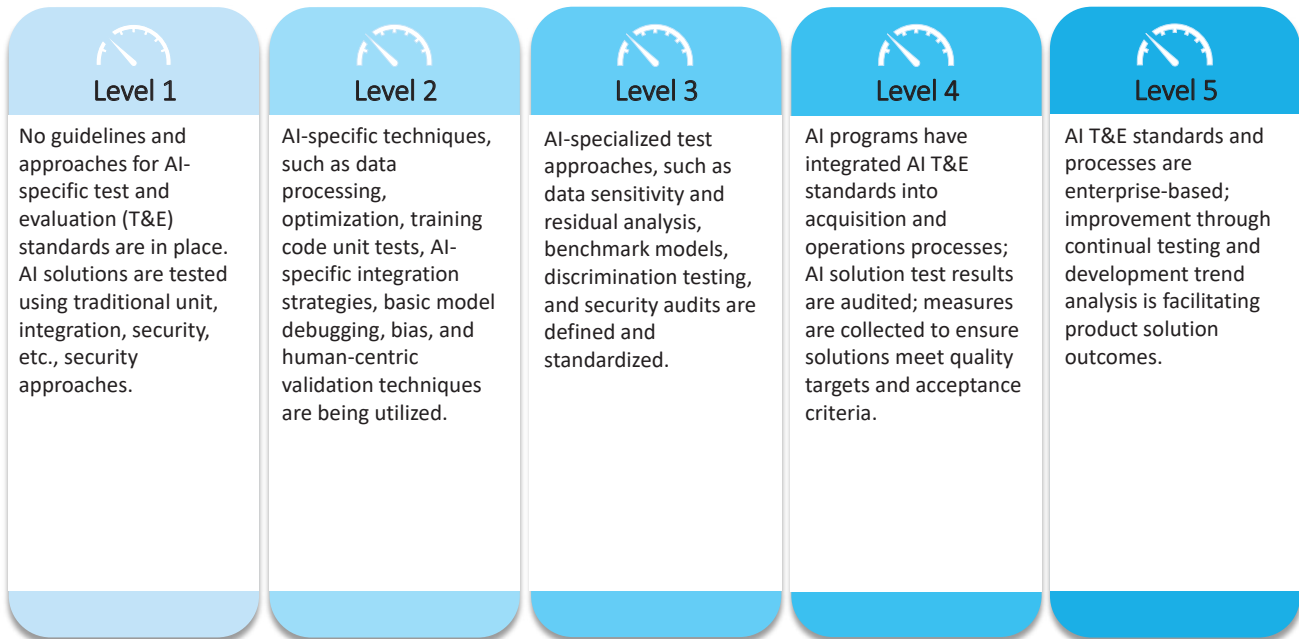 Level 1
No guidelines and
approaches for AI-
specific test and
evaluation (T&E)
standards are in place.
AI solutions are tested
using traditional unit,
integration, security,
etc., security
approaches.
Level 2
AI-specific techniques,
such as data
processing,
optimization, training
code unit tests, AI-
specific integration
strategies, basic model
debugging, bias, and
human-centric
validation techniques
are being utilized.
Level 3
AI-specialized test
approaches, such as
data sensitivity and
residual analysis,
benchmark models,
discrimination testing,
and security audits are
defined and
standardized.
Level 4
AI programs have
integrated AI T&E
standards into
acquisition and
operations processes;
AI solution test results
are audited; measures
are collected to ensure
solutions meet quality
targets and acceptance
criteria.
Level 5
AI T&E standards and
processes are
enterprise-based;
improvement through
continual testing and
development trend
analysis is facilitating
product solution
outcomes.